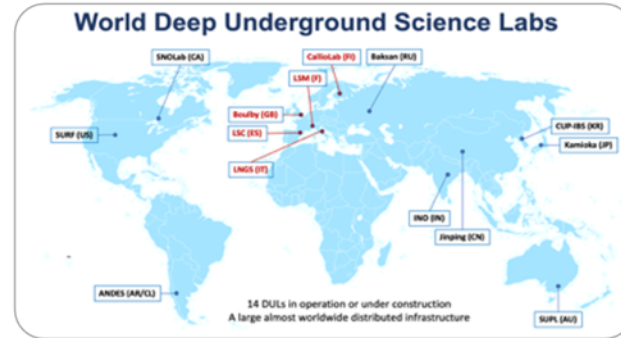 World Deep Underground Science Labs
SNOLab (CA)
CallioLab (FI)
Baksan (RU)
LSM (F)
Boulby (GB)
SURF (US)
LSC (ES)
CUP-IBS (KR)
Kamioka (JP)
LNGS (IT)
INO (IN)
Jinping (CN)
ANDES (AR/CL)
14 DULs in operation or under construction
A large almost worldwide distributed infrastructure
SUPL (AU)